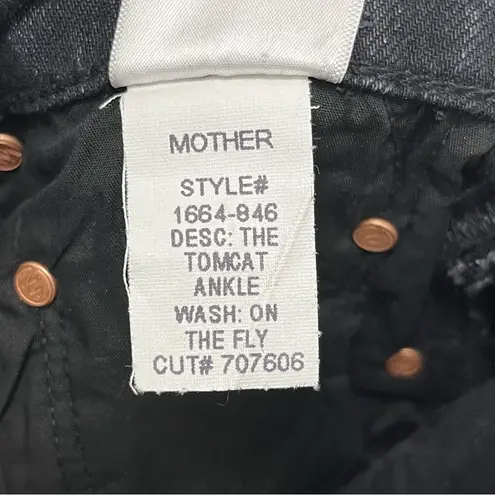 MOTHER
STYLE#
1664-846
DESC: THE
TOMCAT
ANKLE
WASH: ON
THE FLY
CUT# 707606